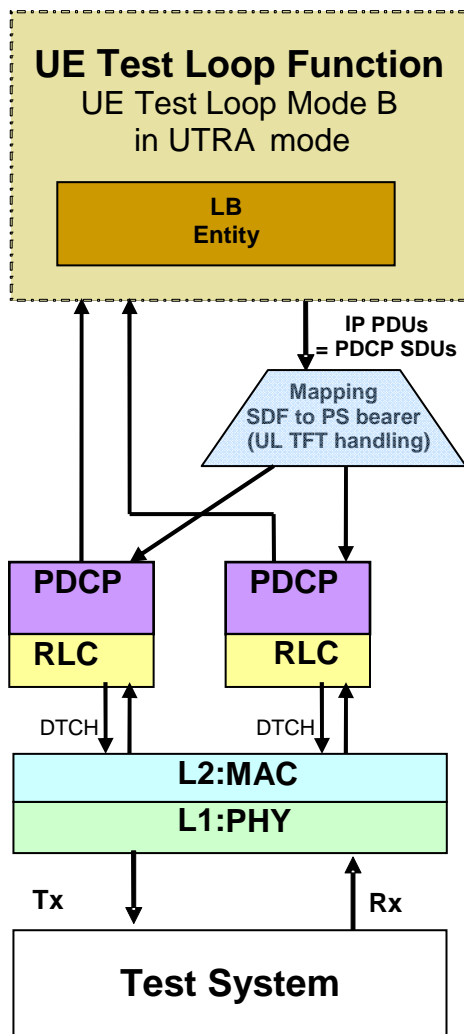 UE Test Loop Function
UE Test Loop Mode B
in UTRA mode
LB
Entity
IP PDUs
= PDCP SDUs
Mapping
SDF to PS bearer
(UL TFT handling)
PDCP
PDCP
RLC
RLC
DTCH
DTCH
L2:MAC
L1:PHY
Tx
Rx
Test System